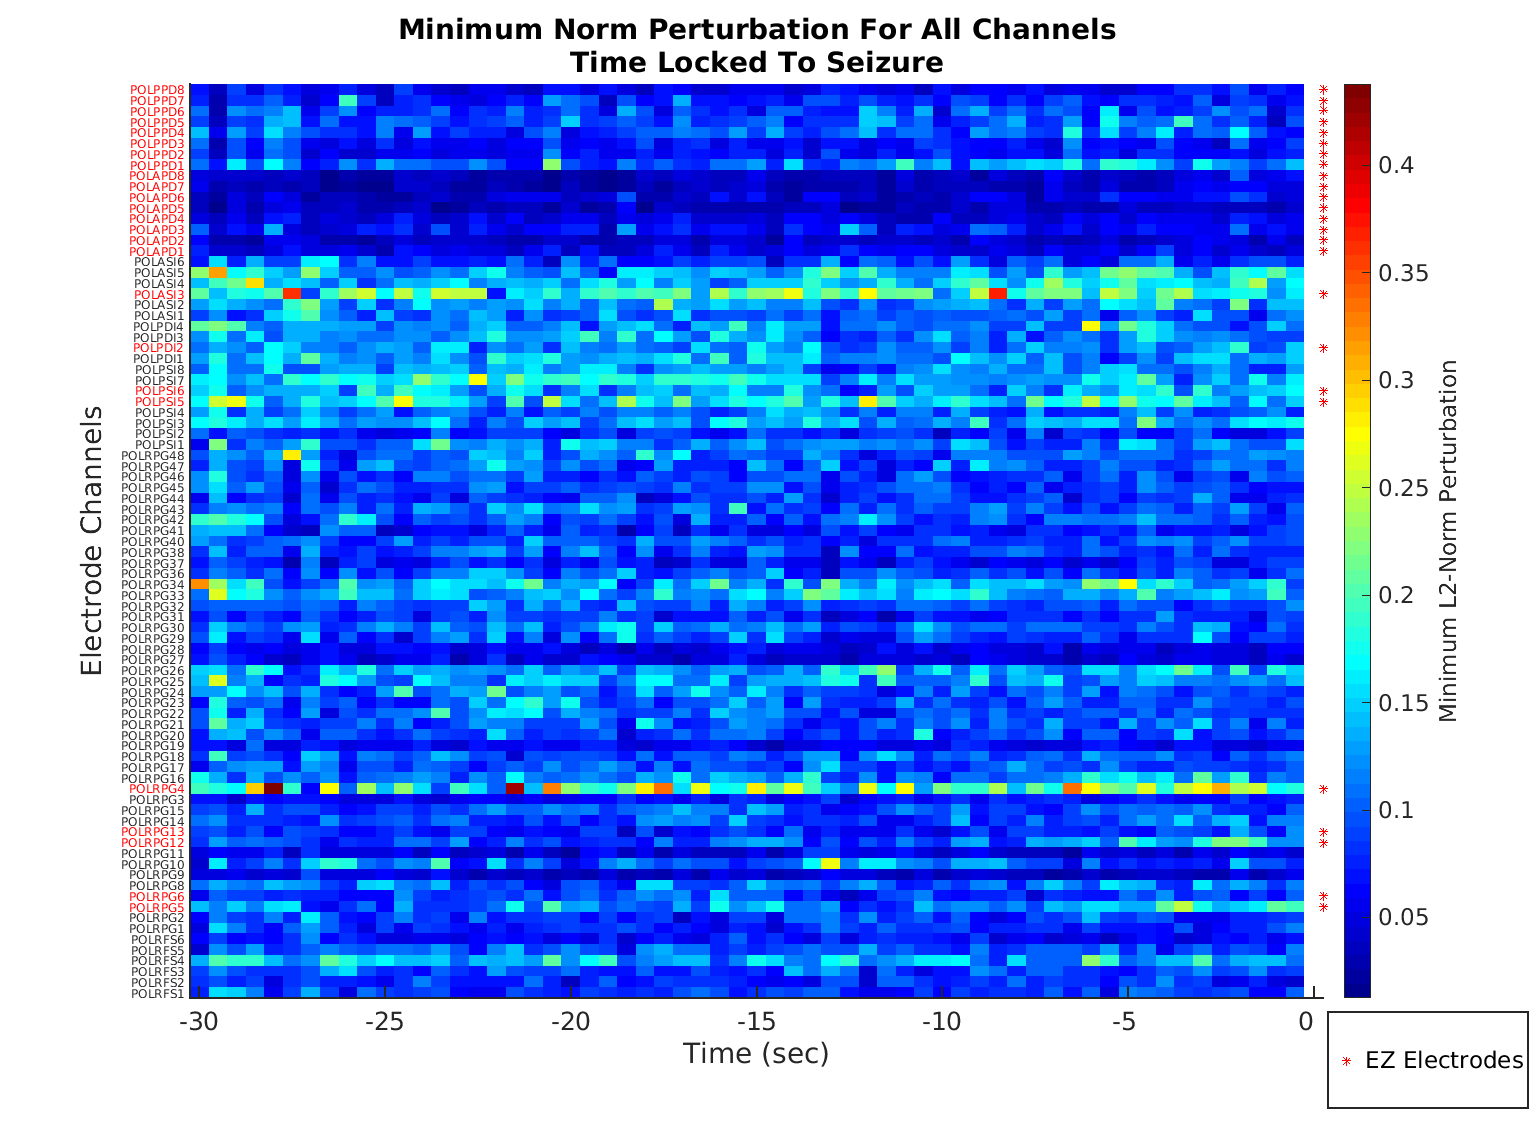 Minimum Norm Perturbation For All Channels
Time Locked To Seizure
Electrode Channels
POLPPD8
POLPPD7
POLPPD6
POLPPD5
POLPPD4
POLPPD3
POLPPD2
POLPPD1
POLAPD8
POLAPD7
POLAPD6
POLAPD5
POLAPD4
POLAPD3
POLAPD2
POLAPD1
POLASI6
POLASI5
POLASI4
POLASI3
POLASI2
POLASI1
POLPDI4
POLPDI3
POLPDI2
POLPDI1
POLPSI8
POLPSI7
POLPSI6
POLPSI5
POLPSI4
POLPSI3
POLPSI2
POLPSI1
POLRPG48
POLRPG47
POLRPG46
POLRPG45
POLRPG44
POLRPG43
POLRPG42
POLRPG41
POLRPG40
POLRPG38
POLRPG37
POLRPG36
POLRPG34
POLRPG33
POLRPG32
POLRPG31
POLRPG30
POLRPG29
POLRPG28
POLRPG27
POLRPG26
POLRPG25
POLRPG24
POLRPG23
POLRPG22
POLRPG21
POLRPG20
POLRPG19
POLRPG18
POLRPG17
POLRPG16
POLRPG4
POLRPG3
POLRPG15
POLRPG14
POLRPG13
POLRPG12
POLRPG11
POLRPG10
POLRPG9
POLRPG8
POLRPG6
POLRPG5
POLRPG2
POLRPG1
POLRFS6
POLRFS5
POLRFS4
POLRFS3
POLRFS2
POLRFS1
-30 -25 -20 -15 -10 -5 0
Time (sec)
0.4
0.35
0.3
0.25
0.2
0.15
0.1
0.05
Minimum L2-Norm Perturbation
* EZ Electrodes